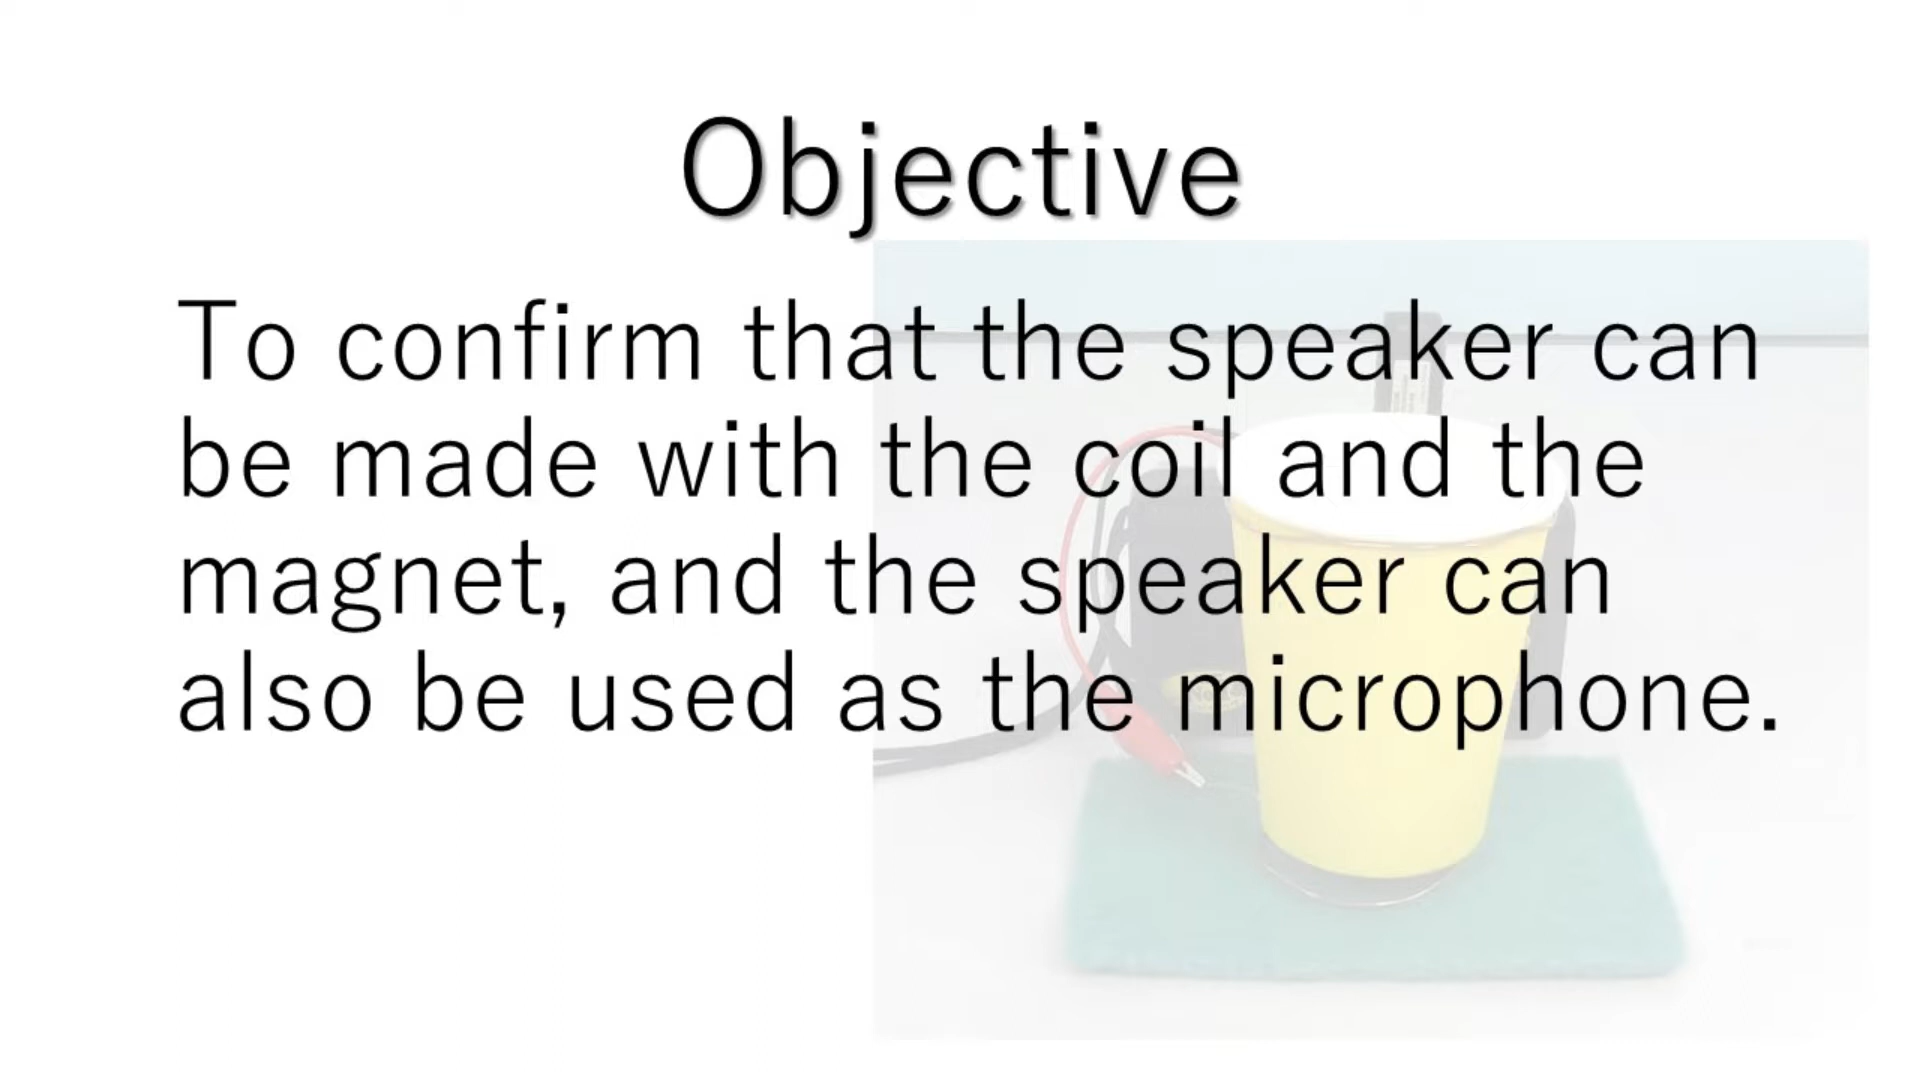 Objective
To confirm that the speaker can
be made with the coil and the
magnet, and the speaker can
also be used as the microphone.